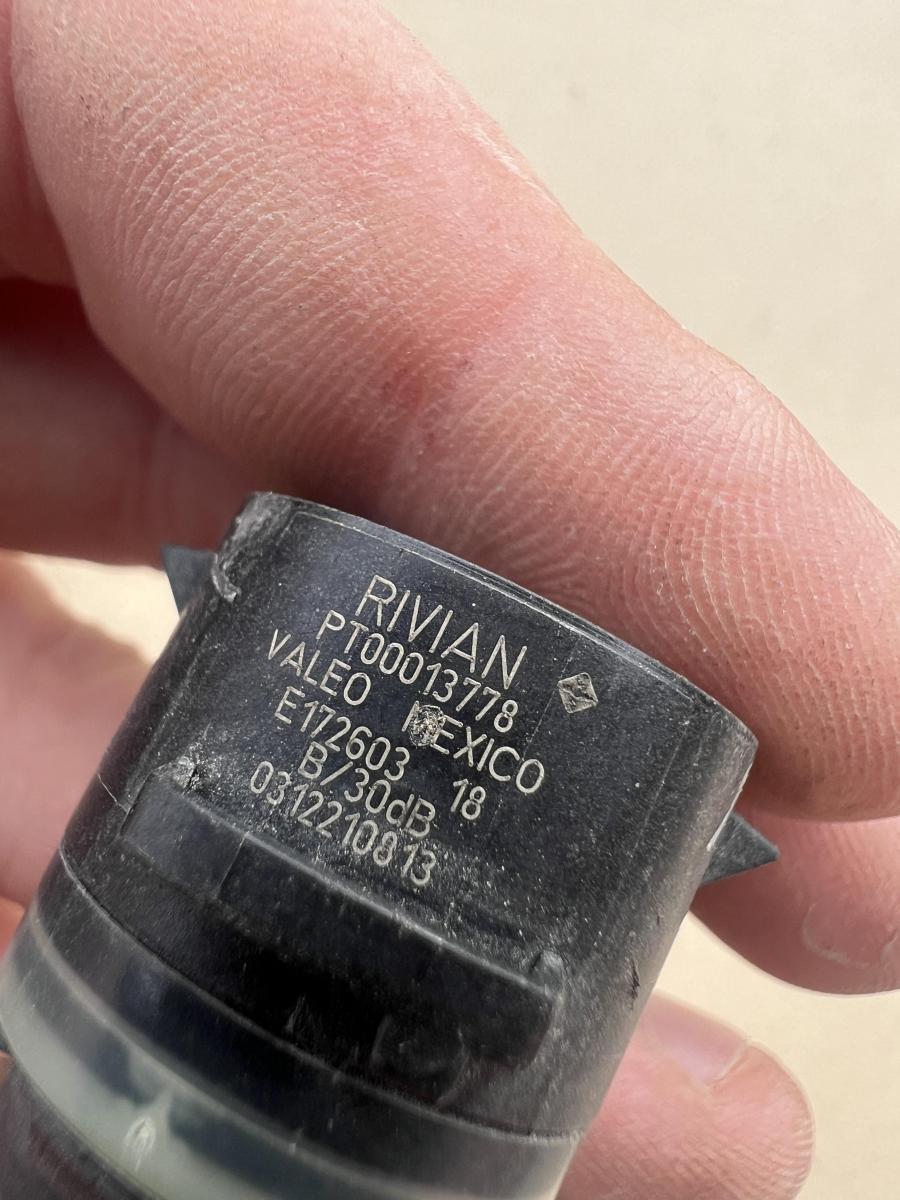 RIVIAN
PT00013778
VALEO MEXICO
E172603 18
B/30dB
0312210813